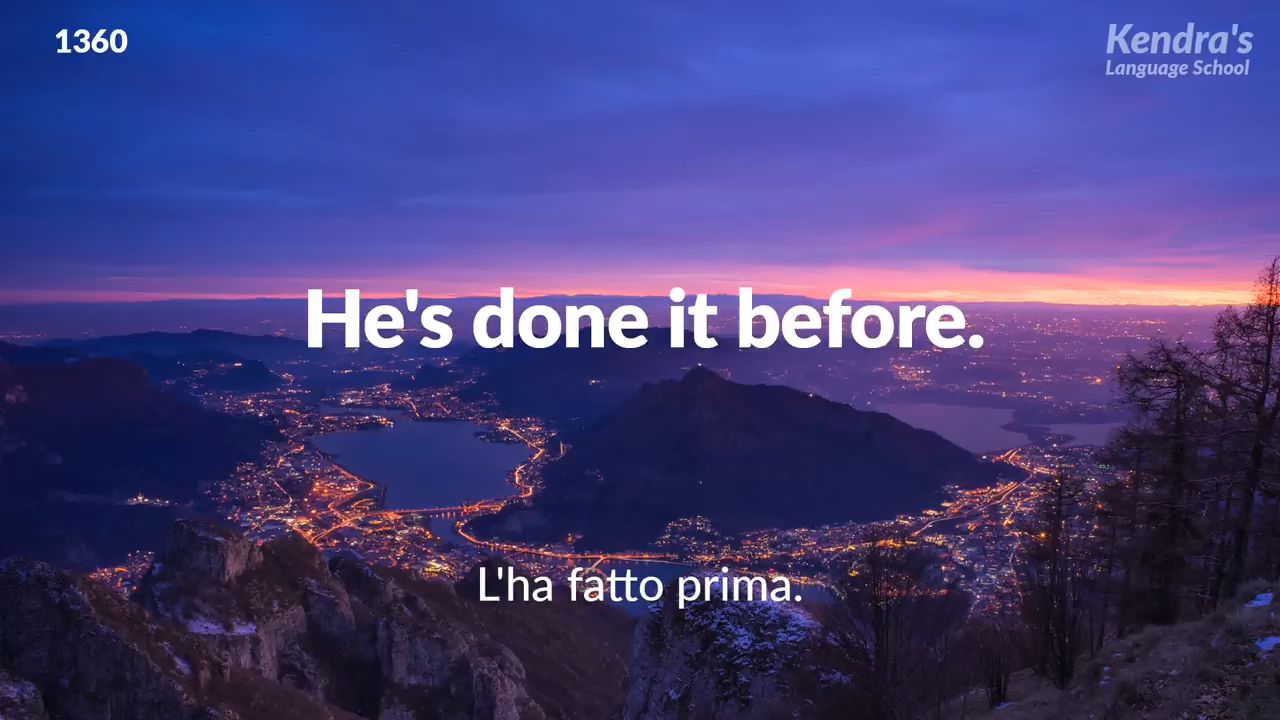 1360
Kendra's
Language School
He's done it before.
L'ha fatto prima.